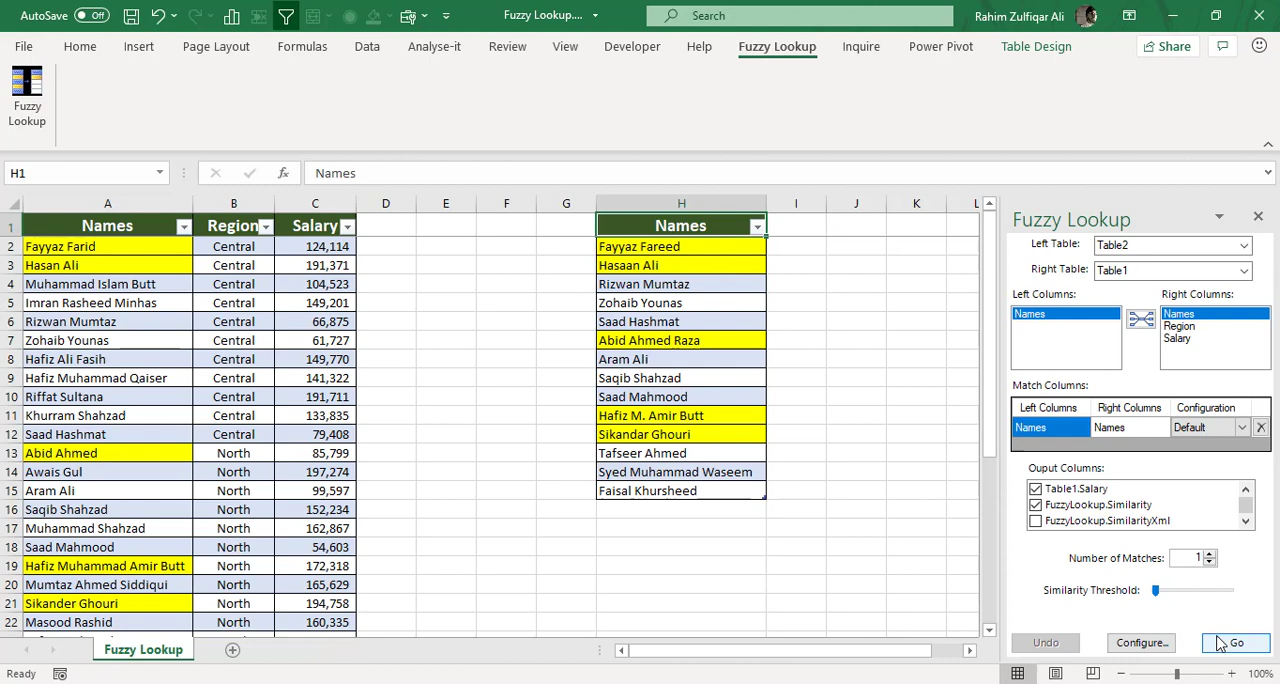 AutoSave Off Fuzzy Lookup.... Search Rahim Zulfiqar Ali
File Home Insert Page Layout Formulas Data Analyse-it Review View Developer Help Fuzzy Lookup Inquire Power Pivot Table Design Share
Fuzzy
Lookup
H1 fx Names
A B C D E F G H I J K L
1 Names Region Salary Names
2 Fayyaz Farid Central 124,114 Fayyaz Fareed
3 Hasan Ali Central 191,371 Hasaan Ali
4 Muhammad Islam Butt Central 104,523 Rizwan Mumtaz
5 Imran Rasheed Minhas Central 149,201 Zohaib Younas
6 Rizwan Mumtaz Central 66,875 Saad Hashmat
7 Zohaib Younas Central 61,727 Abid Ahmed Raza
8 Hafiz Ali Fasih Central 149,770 Aram Ali
9 Hafiz Muhammad Qaiser Central 141,322 Saqib Shahzad
10 Riffat Sultana Central 191,711 Saad Mahmood
11 Khurram Shahzad Central 133,835 Hafiz M. Amir Butt
12 Saad Hashmat Central 79,408 Sikandar Ghouri
13 Abid Ahmed North 85,799 Tafseer Ahmed
14 Awais Gul North 197,274 Syed Muhammad Waseem
15 Aram Ali North 99,597 Faisal Khursheed
16 Saqib Shahzad North 152,234
17 Muhammad Shahzad North 162,867
18 Saad Mahmood North 54,603
19 Hafiz Muhammad Amir Butt North 172,318
20 Mumtaz Ahmed Siddiqui North 165,629
21 Sikander Ghouri North 194,758
22 Masood Rashid North 160,335
Fuzzy Lookup
Left Table: Table2
Right Table: Table1
Left Columns: Right Columns:
Names Names
Region
Salary
Match Columns:
Left Columns Right Columns Configuration
Names Names Default
Ouput Columns:
Table1.Salary
FuzzyLookup.Similarity
FuzzyLookup.SimilarityXml
Number of Matches: 1
Similarity Threshold:
Undo Configure... Go
Fuzzy Lookup
Ready 100%